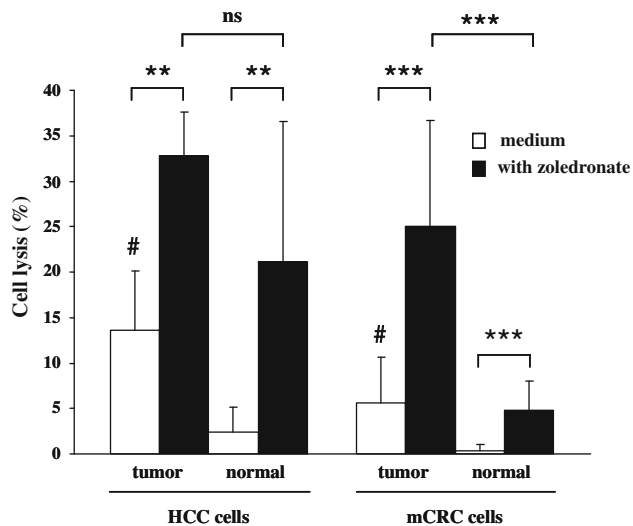 ns
***
** ** ***
40
35
30
25
20
15
10
5
0
Cell lysis (%)
medium
with zoledronate
#
#
***
tumor normal tumor normal
HCC cells mCRC cells